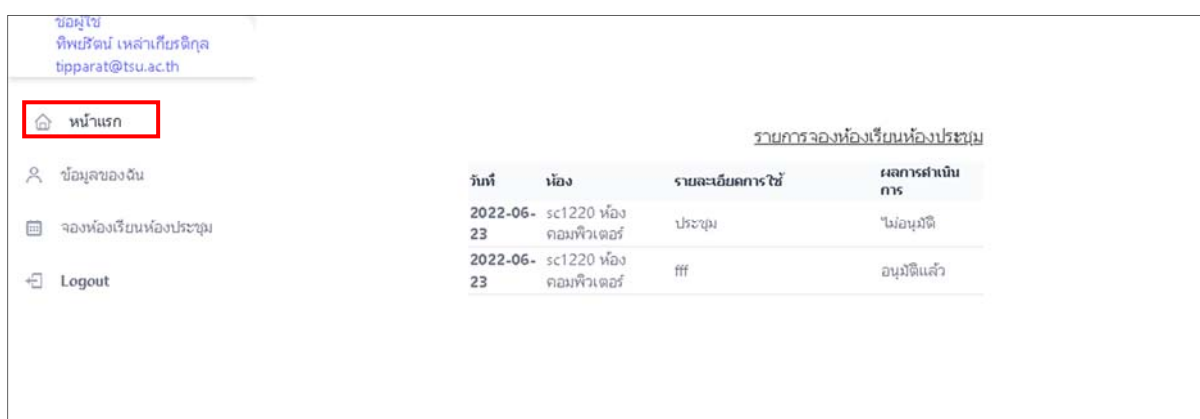 ชื่อผู้ใช้
ทิพย์รัตน์ เหล่าเกียรติกุล
tipparat@tsu.ac.th
หน้าแรก
ข้อมูลของฉัน
จองห้องเรียนห้องประชุม
Logout
รายการจองห้องเรียนห้องประชุม
วันที่ ห้อง รายละเอียดการใช้ ผลการดำเนิน
การ
2022-06- sc1220 ห้อง ประชุม ไม่อนุมัติ
23 คอมพิวเตอร์
2022-06- sc1220 ห้อง fff อนุมัติแล้ว
23 คอมพิวเตอร์